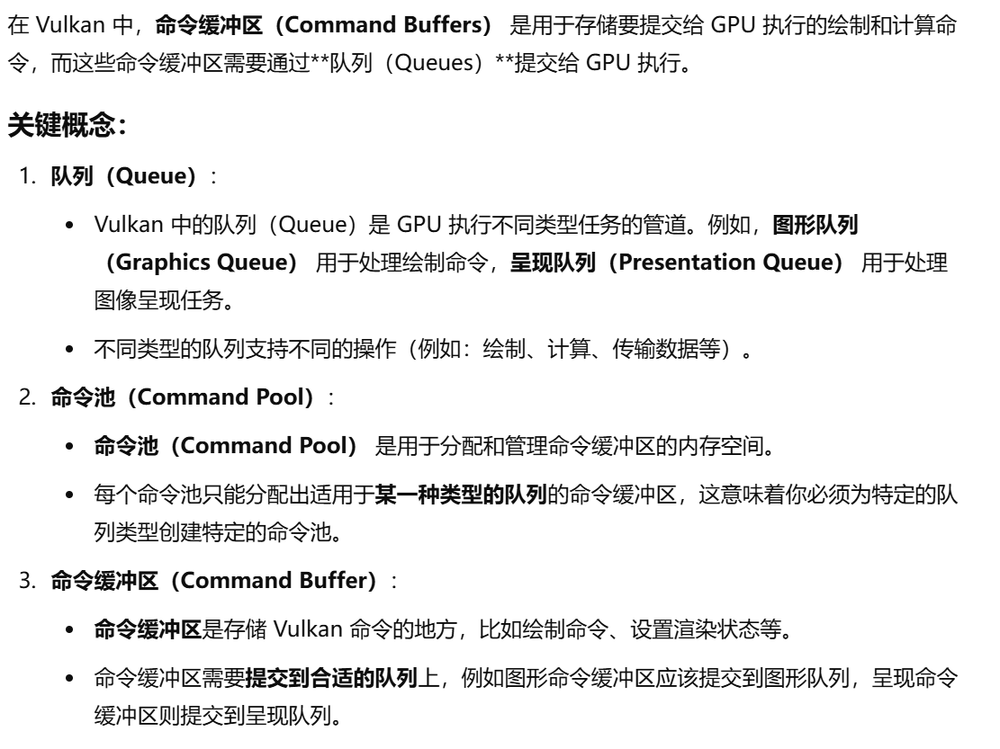 在 Vulkan 中，命令缓冲区（Command Buffers） 是用于存储要提交给 GPU 执行的绘制和计算命
令，而这些命令缓冲区需要通过**队列（Queues）**提交给 GPU 执行。
关键概念：
1. 队列（Queue）：
• Vulkan 中的队列（Queue）是 GPU 执行不同类型任务的管道。例如，图形队列
（Graphics Queue） 用于处理绘制命令，呈现队列（Presentation Queue） 用于处理
图像呈现任务。
• 不同类型的队列支持不同的操作（例如：绘制、计算、传输数据等）。
2. 命令池（Command Pool）：
• 命令池（Command Pool） 是用于分配和管理命令缓冲区的内存空间。
• 每个命令池只能分配出适用于某一种类型的队列的命令缓冲区，这意味着你必须为特定的队
列类型创建特定的命令池。
3. 命令缓冲区（Command Buffer）：
• 命令缓冲区是存储 Vulkan 命令的地方，比如绘制命令、设置渲染状态等。
• 命令缓冲区需要提交到合适的队列上，例如图形命令缓冲区应该提交到图形队列，呈现命令
缓冲区则提交到呈现队列。